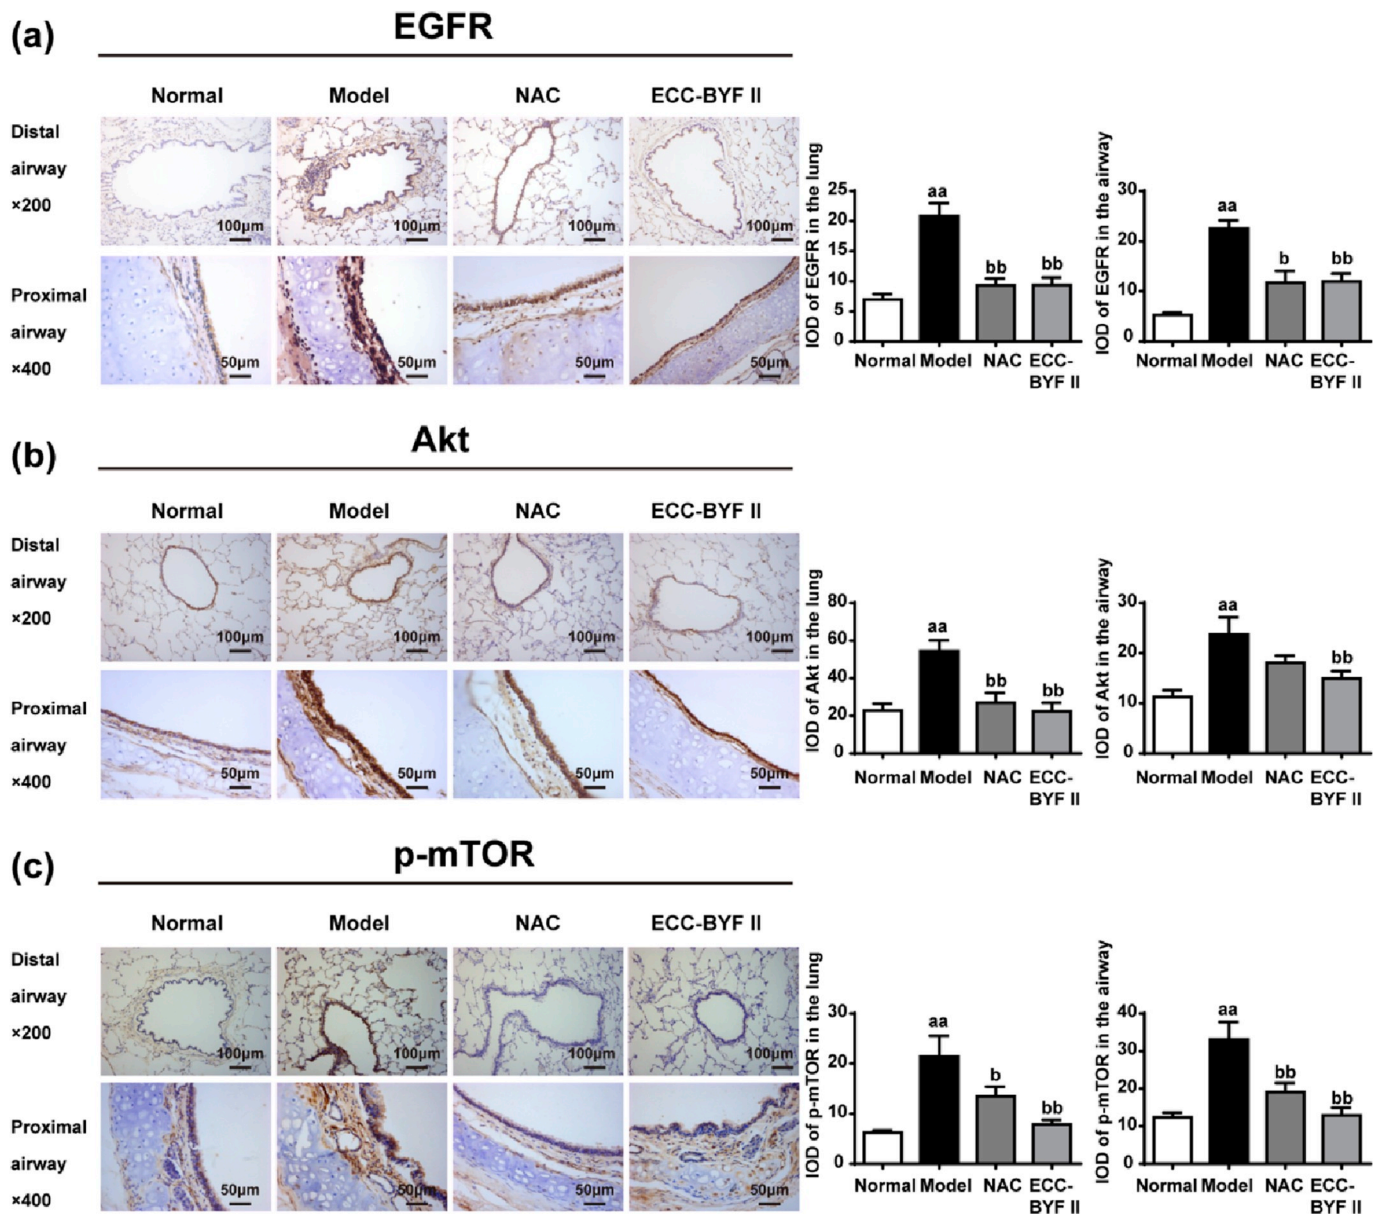 (a)
EGFR
Normal Model NAC ECC-BYF II
Distal
airway
×200
100μm 100μm 100μm 100μm
Proximal
airway
×400
50μm 50μm 50μm 50μm
IOD of EGFR in the lung
25
20
15
10
5
0
aa
bb
bb
Normal Model NAC ECC-
BYF II
IOD of EGFR in the airway
30
20
10
0
aa
b
bb
Normal Model NAC ECC-
BYF II
(b)
Akt
Normal Model NAC ECC-BYF II
Distal
airway
×200
100μm 100μm 100μm 100μm
Proximal
airway
×400
50μm 50μm 50μm 50μm
IOD of Akt in the lung
80
60
40
20
0
aa
bb
bb
Normal Model NAC ECC-
BYF II
IOD of Akt in the airway
30
20
10
0
aa
bb
Normal Model NAC ECC-
BYF II
(c)
p-mTOR
Normal Model NAC ECC-BYF II
Distal
airway
×200
100μm 100μm 100μm 100μm
Proximal
airway
×400
50μm 50μm 50μm 50μm
IOD of p-mTOR in the lung
30
20
10
0
aa
b
bb
Normal Model NAC ECC-
BYF II
IOD of p-mTOR in the airway
40
30
20
10
0
aa
bb
bb
Normal Model NAC ECC-
BYF II